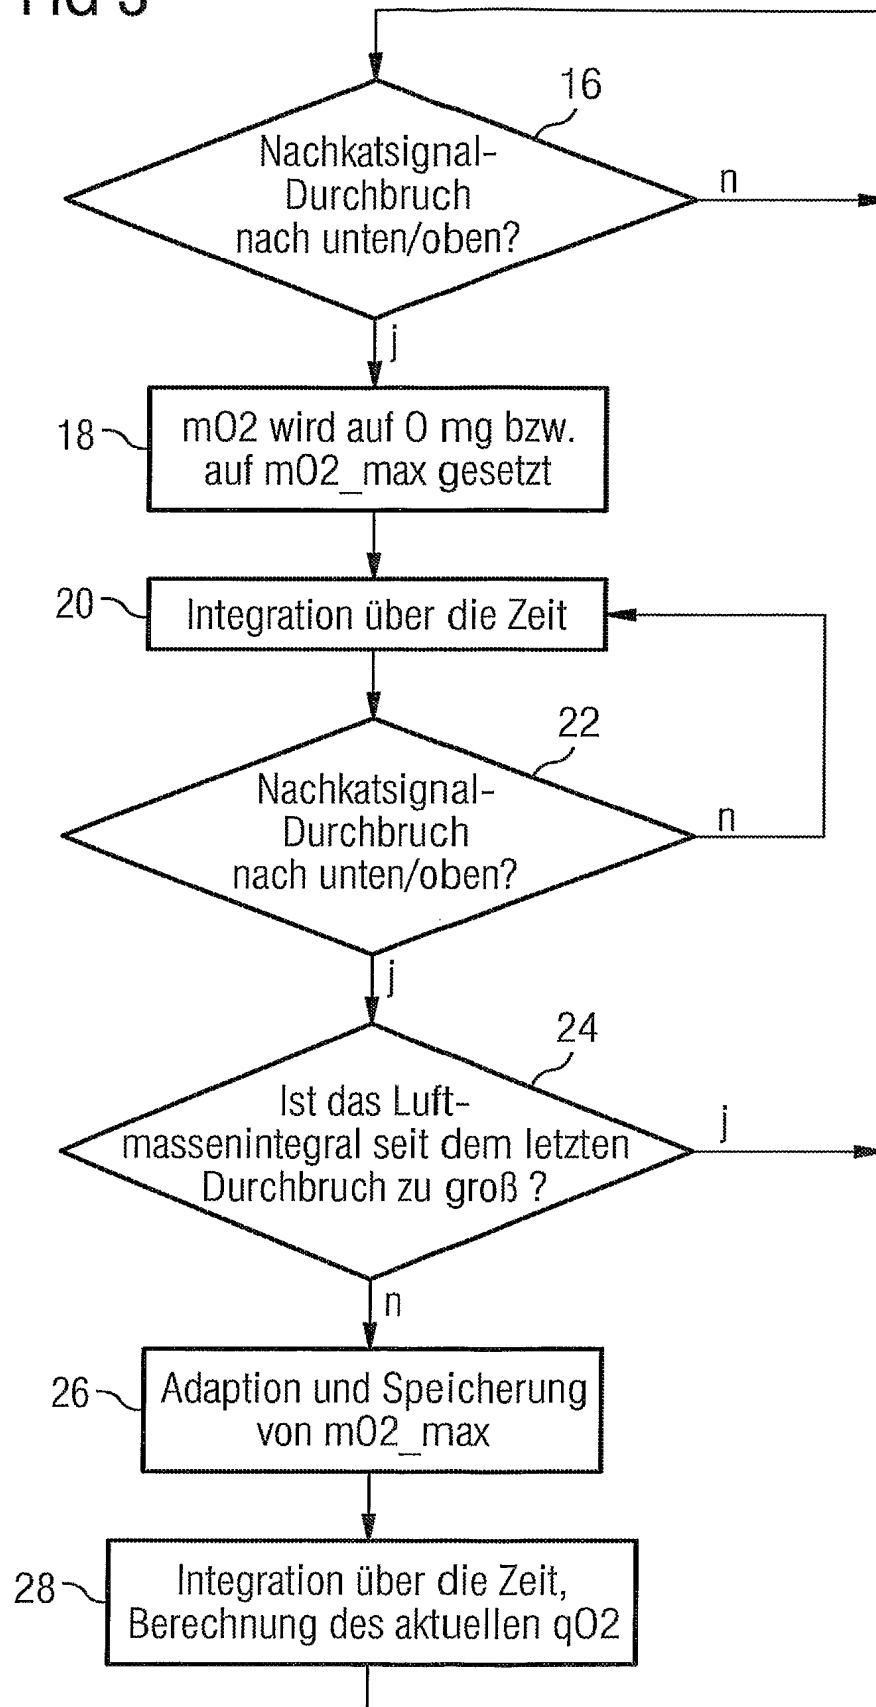 16
Nachkatsignal-
Durchbruch
nach unten/oben?
n
j
18
mO2 wird auf 0 mg bzw.
auf mO2_max gesetzt
20
Integration über die Zeit
22
Nachkatsignal-
Durchbruch
nach unten/oben?
n
j
24
Ist das Luft-
massenintegral seit dem letzten
Durchbruch zu groß ?
j
n
26
Adaption und Speicherung
von mO2_max
28
Integration über die Zeit,
Berechnung des aktuellen qO2